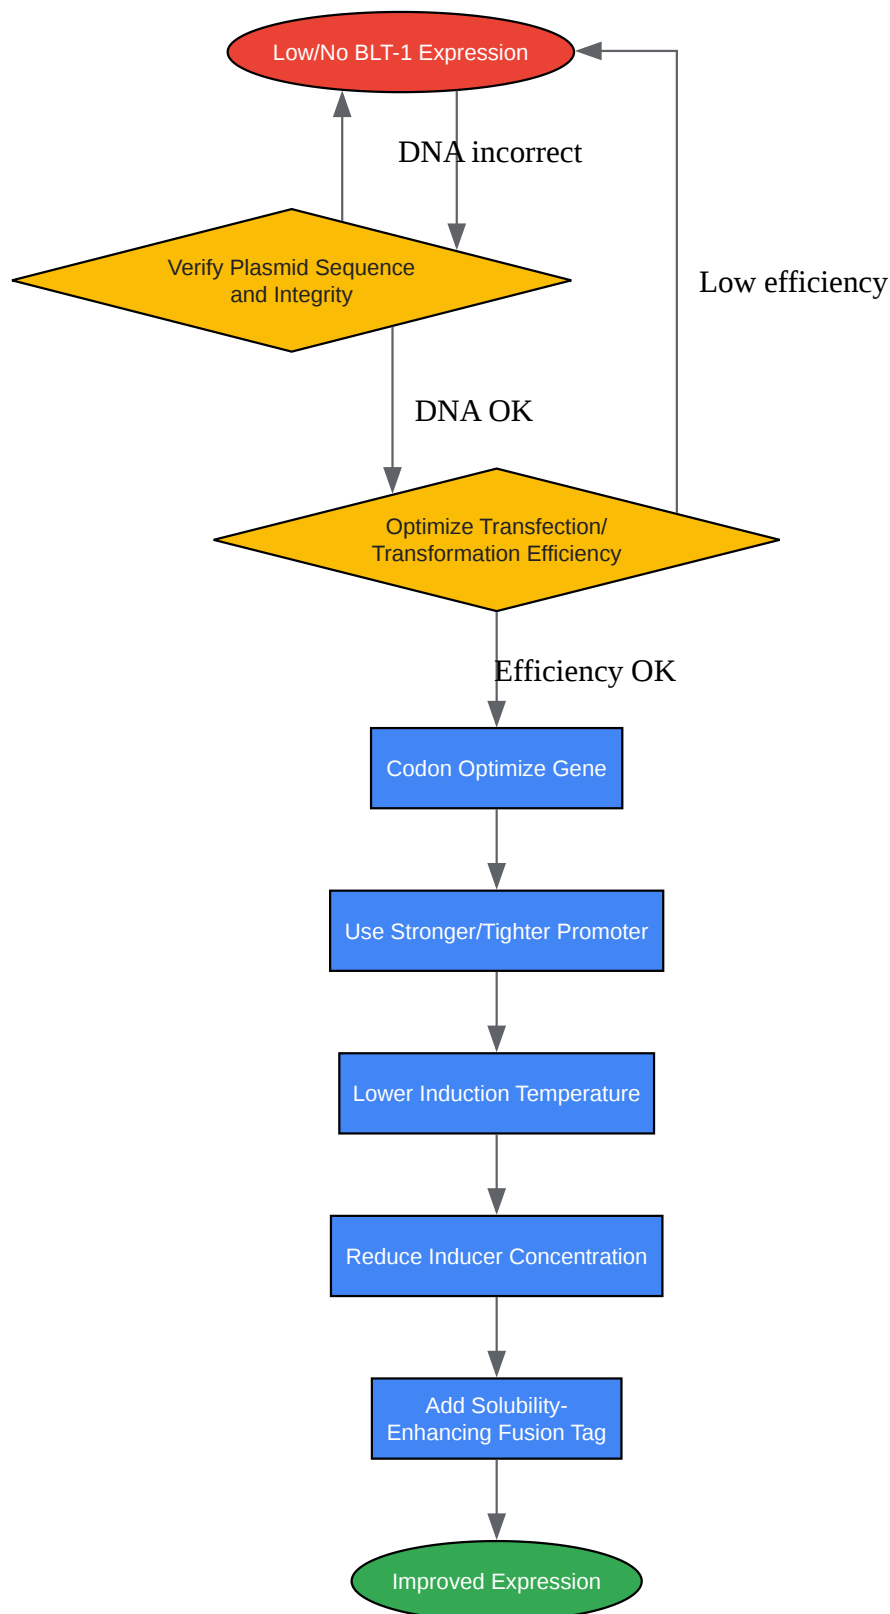 Low/No BLT-1 Expression
DNA incorrect
Verify Plasmid Sequence
and Integrity
Low efficiency
DNA OK
Optimize Transfection/
Transformation Efficiency
Efficiency OK
Codon Optimize Gene
Use Stronger/Tighter Promoter
Lower Induction Temperature
Reduce Inducer Concentration
Add Solubility-
Enhancing Fusion Tag
Improved Expression